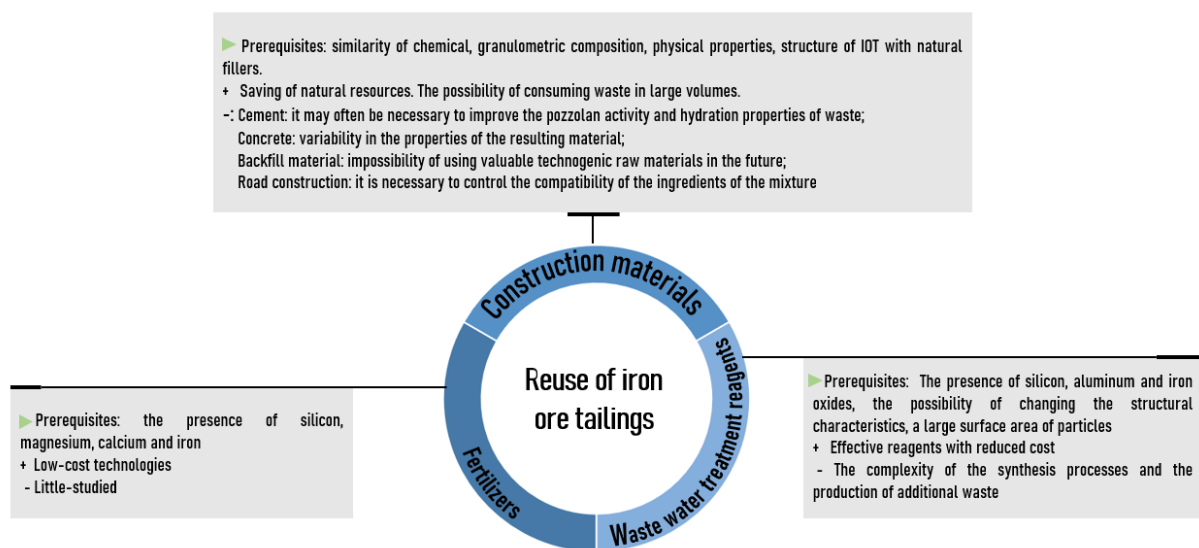 Prerequisites: similarity of chemical, granulometric composition, physical properties, structure of IOT with natural
fillers.
+ Saving of natural resources. The possibility of consuming waste in large volumes.
-: Cement: it may often be necessary to improve the pozzolan activity and hydration properties of waste;
Concrete: variability in the properties of the resulting material;
Backfill material: impossibility of using valuable technogenic raw materials in the future;
Road construction: it is necessary to control the compatibility of the ingredients of the mixture
Construction materials
Reuse of iron
ore tailings
Fertilizers
Waste water treatment reagents
Prerequisites: the presence of silicon,
magnesium, calcium and iron
+ Low-cost technologies
- Little-studied
Prerequisites: The presence of silicon, aluminum and iron
oxides, the possibility of changing the structural
characteristics, a large surface area of particles
+ Effective reagents with reduced cost
- The complexity of the synthesis processes and the
production of additional waste